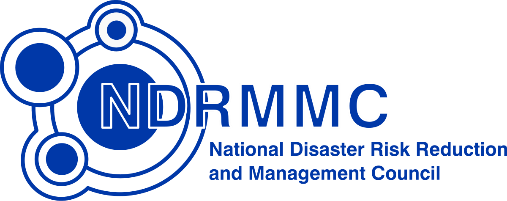 NDRMMC
National Disaster Risk Reduction
and Management Council